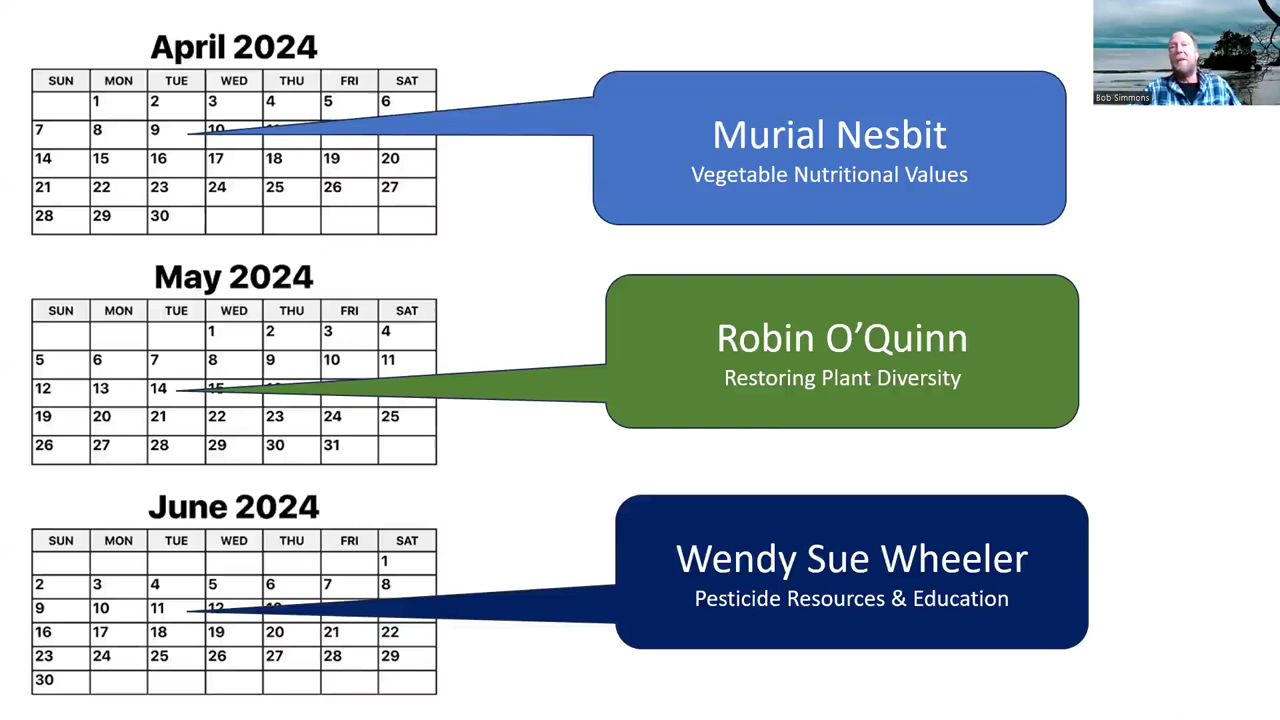 April 2024
SUN MON TUE WED THU FRI SAT
1 2 3 4 5 6
7 8 9 10
14 15 16 17 18 19 20
21 22 23 24 25 26 27
28 29 30
Murial Nesbit
Vegetable Nutritional Values
Bob Simmons
May 2024
SUN MON TUE WED THU FRI SAT
1 2 3 4
5 6 7 8 9 10 11
12 13 14 15
19 20 21 22 23 24 25
26 27 28 29 30 31
Robin O’Quinn
Restoring Plant Diversity
June 2024
SUN MON TUE WED THU FRI SAT
1
2 3 4 5 6 7 8
9 10 11 12
16 17 18 19 20 21 22
23 24 25 26 27 28 29
30
Wendy Sue Wheeler
Pesticide Resources & Education